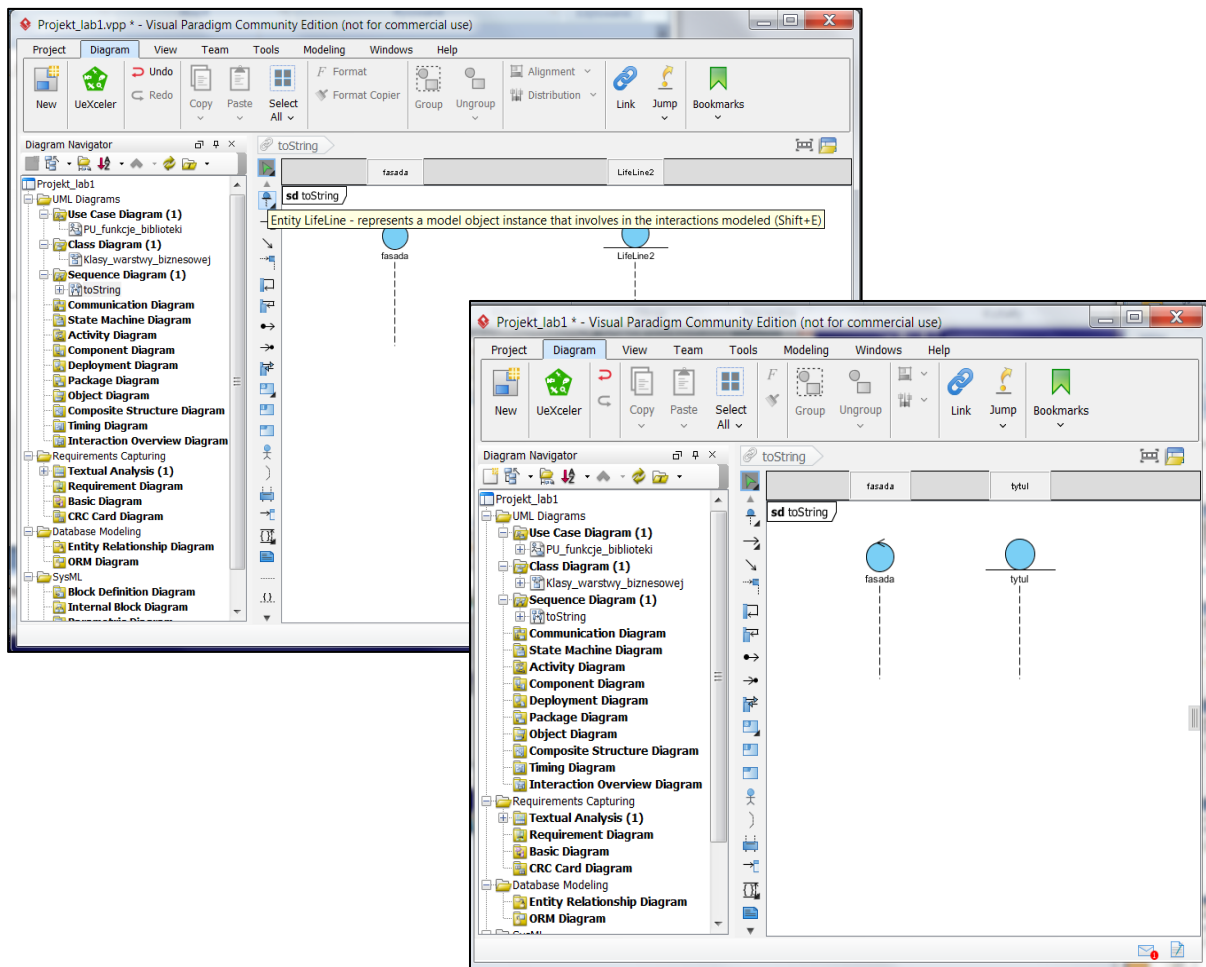 Projekt_lab1.vpp * - Visual Paradigm Community Edition (not for commercial use)
Project Diagram View Team Tools Modeling Windows Help
Undo
Redo
F Format
Format Copier
Alignment
Distribution
New UeXceler Copy Paste Select All Group Ungroup Link Jump Bookmarks
Diagram Navigator
toString
Projekt_lab1
UML Diagrams
Use Case Diagram (1)
PU_funkcje_biblioteki
Class Diagram (1)
Klasy_warstwy_biznesowej
Sequence Diagram (1)
toString
Communication Diagram
State Machine Diagram
Activity Diagram
Component Diagram
Deployment Diagram
Package Diagram
Object Diagram
Composite Structure Diagram
Timing Diagram
Interaction Overview Diagram
Requirements Capturing
Textual Analysis (1)
Requirement Diagram
Basic Diagram
CRC Card Diagram
Database Modeling
Entity Relationship Diagram
ORM Diagram
SysML
Block Definition Diagram
Internal Block Diagram
Parametric Diagram
fasada LifeLine2
sd toString
Entity LifeLine - represents a model object instance that involves in the interactions modeled (Shift+E)
fasada LifeLine2
Projekt_lab1 * - Visual Paradigm Community Edition (not for commercial use)
Project Diagram View Team Tools Modeling Windows Help
F
New UeXceler Copy Paste Select All Group Ungroup Link Jump Bookmarks
Diagram Navigator
toString
Projekt_lab1
UML Diagrams
Use Case Diagram (1)
PU_funkcje_biblioteki
Class Diagram (1)
Klasy_warstwy_biznesowej
Sequence Diagram (1)
toString
Communication Diagram
State Machine Diagram
Activity Diagram
Component Diagram
Deployment Diagram
Package Diagram
Object Diagram
Composite Structure Diagram
Timing Diagram
Interaction Overview Diagram
Requirements Capturing
Textual Analysis (1)
Requirement Diagram
Basic Diagram
CRC Card Diagram
Database Modeling
Entity Relationship Diagram
ORM Diagram
SysML
fasada tytul
sd toString
fasada tytul